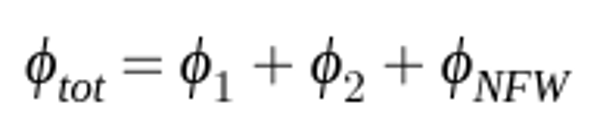 ϕ_tot = ϕ_1 + ϕ_2 + ϕ_NFW